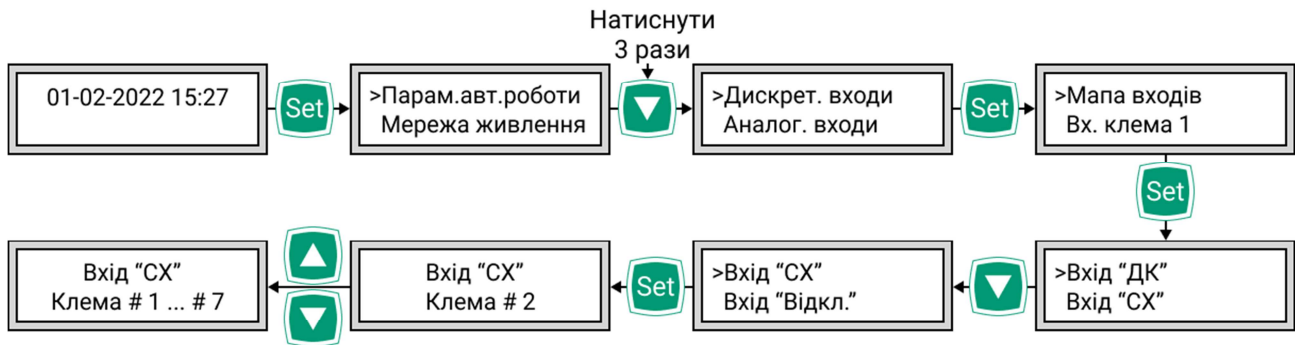 Натиснути
3 рази
01-02-2022 15:27
Set
>Парам.авт.роботи
Мережа живлення
>Дискрет. входи
Аналог. входи
Set
>Мапа входів
Вх. клема 1
Set
>Вхід “ДК”
Вхід “СХ”
>Вхід “СХ”
Вхід “Відкл.”
Set
Вхід “СХ”
Клема # 2
Вхід “СХ”
Клема # 1 ... # 7